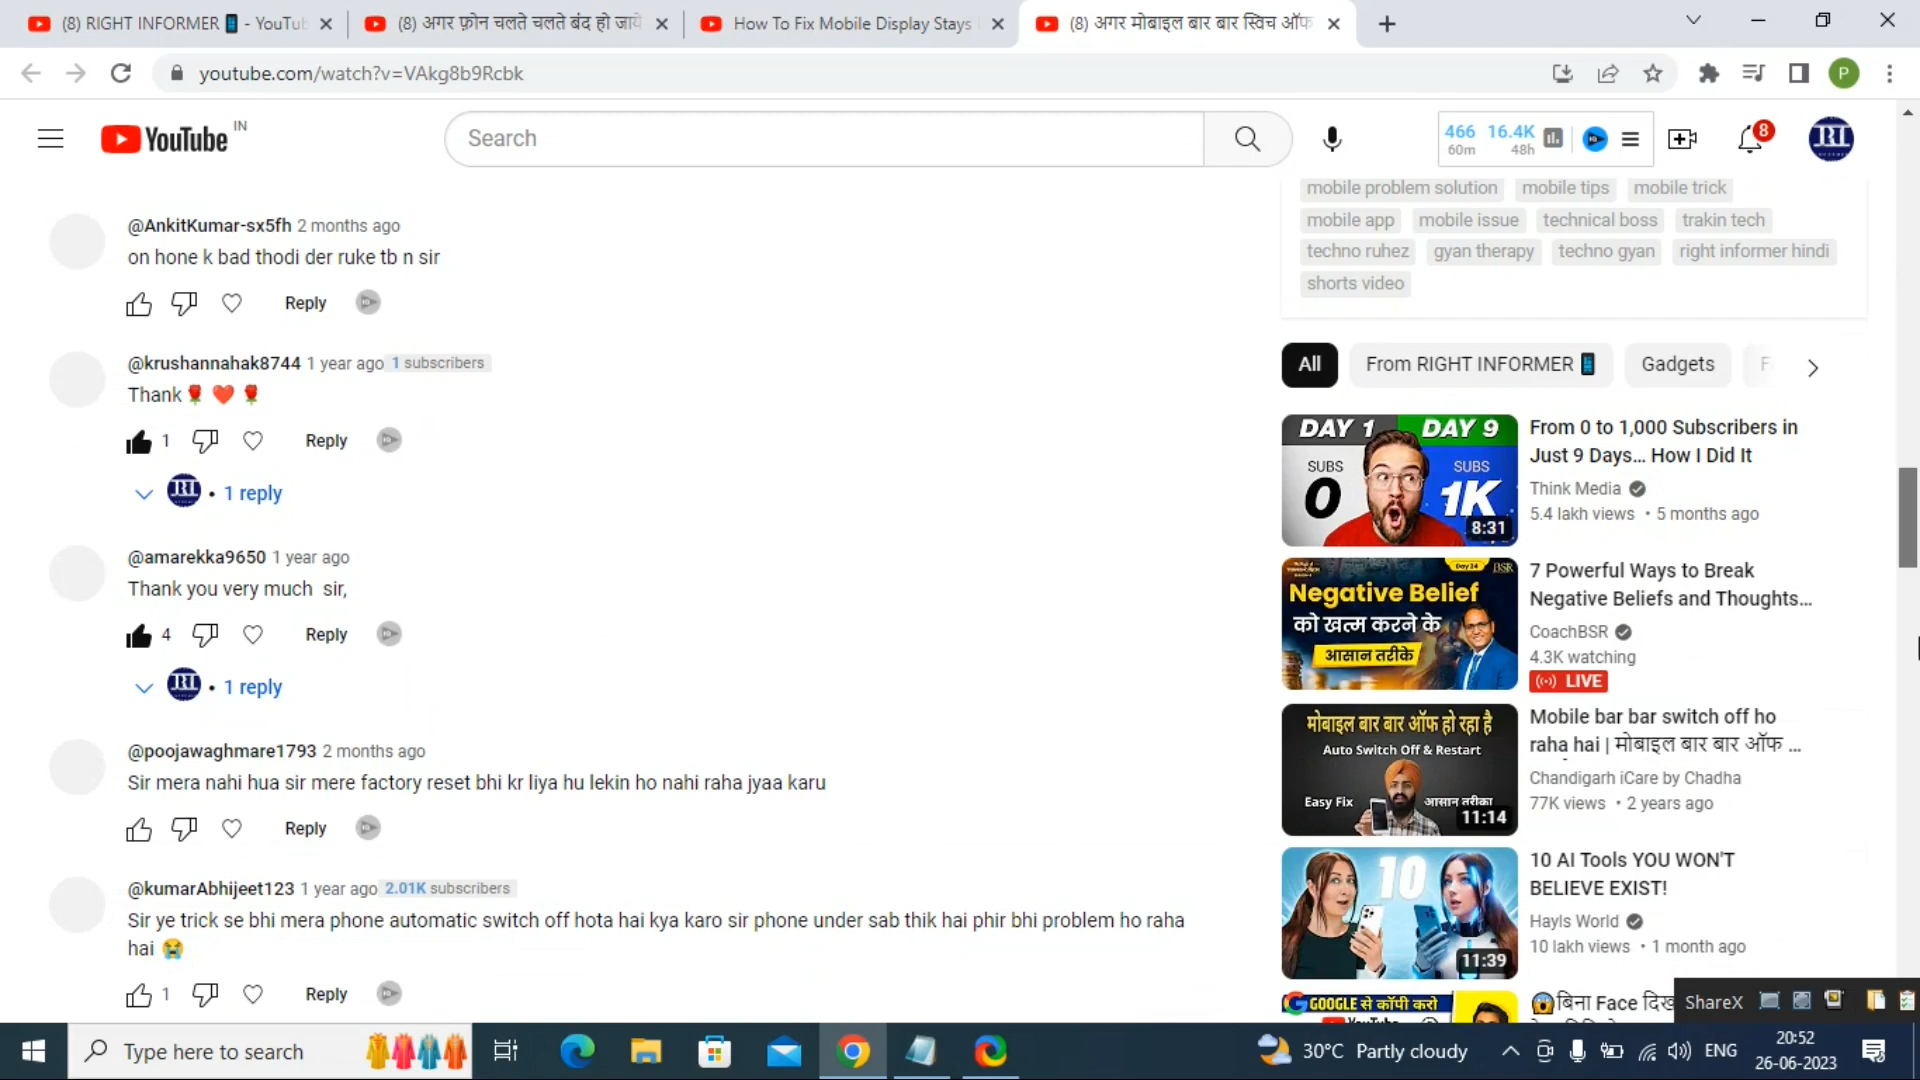 (8) RIGHT INFORMER📱 - YouTu
(8) अगर फ़ोन चलते चलते बंद हो जाये
How To Fix Mobile Display Stays
(8) अगर मोबाइल बार बार स्विच ऑफ
youtube.com/watch?v=VAkg8b9Rcbk
P
YouTube IN
Search
466 16.4K
60m 48h
8
mobile problem solution mobile tips mobile trick
mobile app mobile issue technical boss trakin tech
techno ruhez gyan therapy techno gyan right informer hindi
shorts video
@AnkitKumar-sx5fh 2 months ago
on hone k bad thodi der ruke tb n sir
Reply
@krushannahak8744 1 year ago 1 subscribers
Thank🌹 ❤️ 🌹
1 Reply
• 1 reply
@amarekka9650 1 year ago
Thank you very much sir,
4 Reply
• 1 reply
@poojawaghmare1793 2 months ago
Sir mera nahi hua sir mere factory reset bhi kr liya hu lekin ho nahi raha jyaa karu
Reply
@kumarAbhijeet123 1 year ago 2.01K subscribers
Sir ye trick se bhi mera phone automatic switch off hota hai kya karo sir phone under sab thik hai phir bhi problem ho raha
hai 😭
1 Reply
All From RIGHT INFORMER📱 Gadgets
DAY 1 DAY 9
SUBS SUBS
0 1K
8:31
From 0 to 1,000 Subscribers in
Just 9 Days… How I Did It
Think Media
5.4 lakh views • 5 months ago
Day 24 BSR
Negative Belief
को खत्म करने के
आसान तरीके
7 Powerful Ways to Break
Negative Beliefs and Thoughts…
CoachBSR
4.3K watching
LIVE
मोबाइल बार बार ऑफ हो रहा है
Auto Switch Off & Restart
Easy Fix आसान तरीका
11:14
Mobile bar bar switch off ho
raha hai | मोबाइल बार बार ऑफ …
Chandigarh iCare by Chadha
77K views • 2 years ago
10
11:39
10 AI Tools YOU WON'T
BELIEVE EXIST!
Hayls World
10 lakh views • 1 month ago
GOOGLE से कॉपी करो
😱बिना Face दिख
ShareX
Type here to search
30°C Partly cloudy
ENG
20:52
26-06-2023